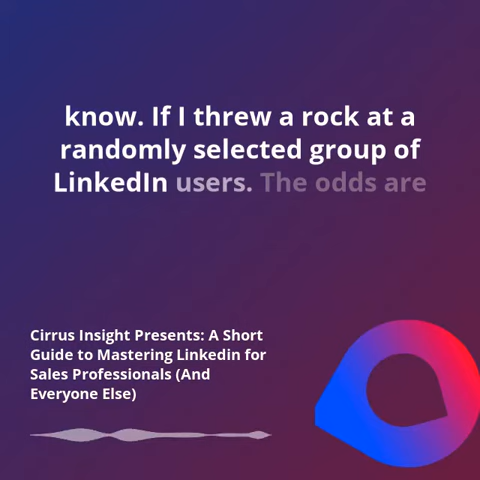 know. If I threw a rock at a
randomly selected group of
LinkedIn users. The odds are
Cirrus Insight Presents: A Short
Guide to Mastering Linkedin for
Sales Professionals (And
Everyone Else)